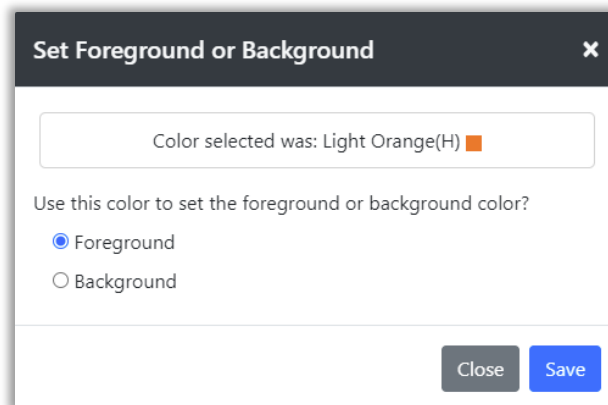 Set Foreground or Background
Color selected was: Light Orange(H)
Use this color to set the foreground or background color?
Foreground
Background
Close
Save